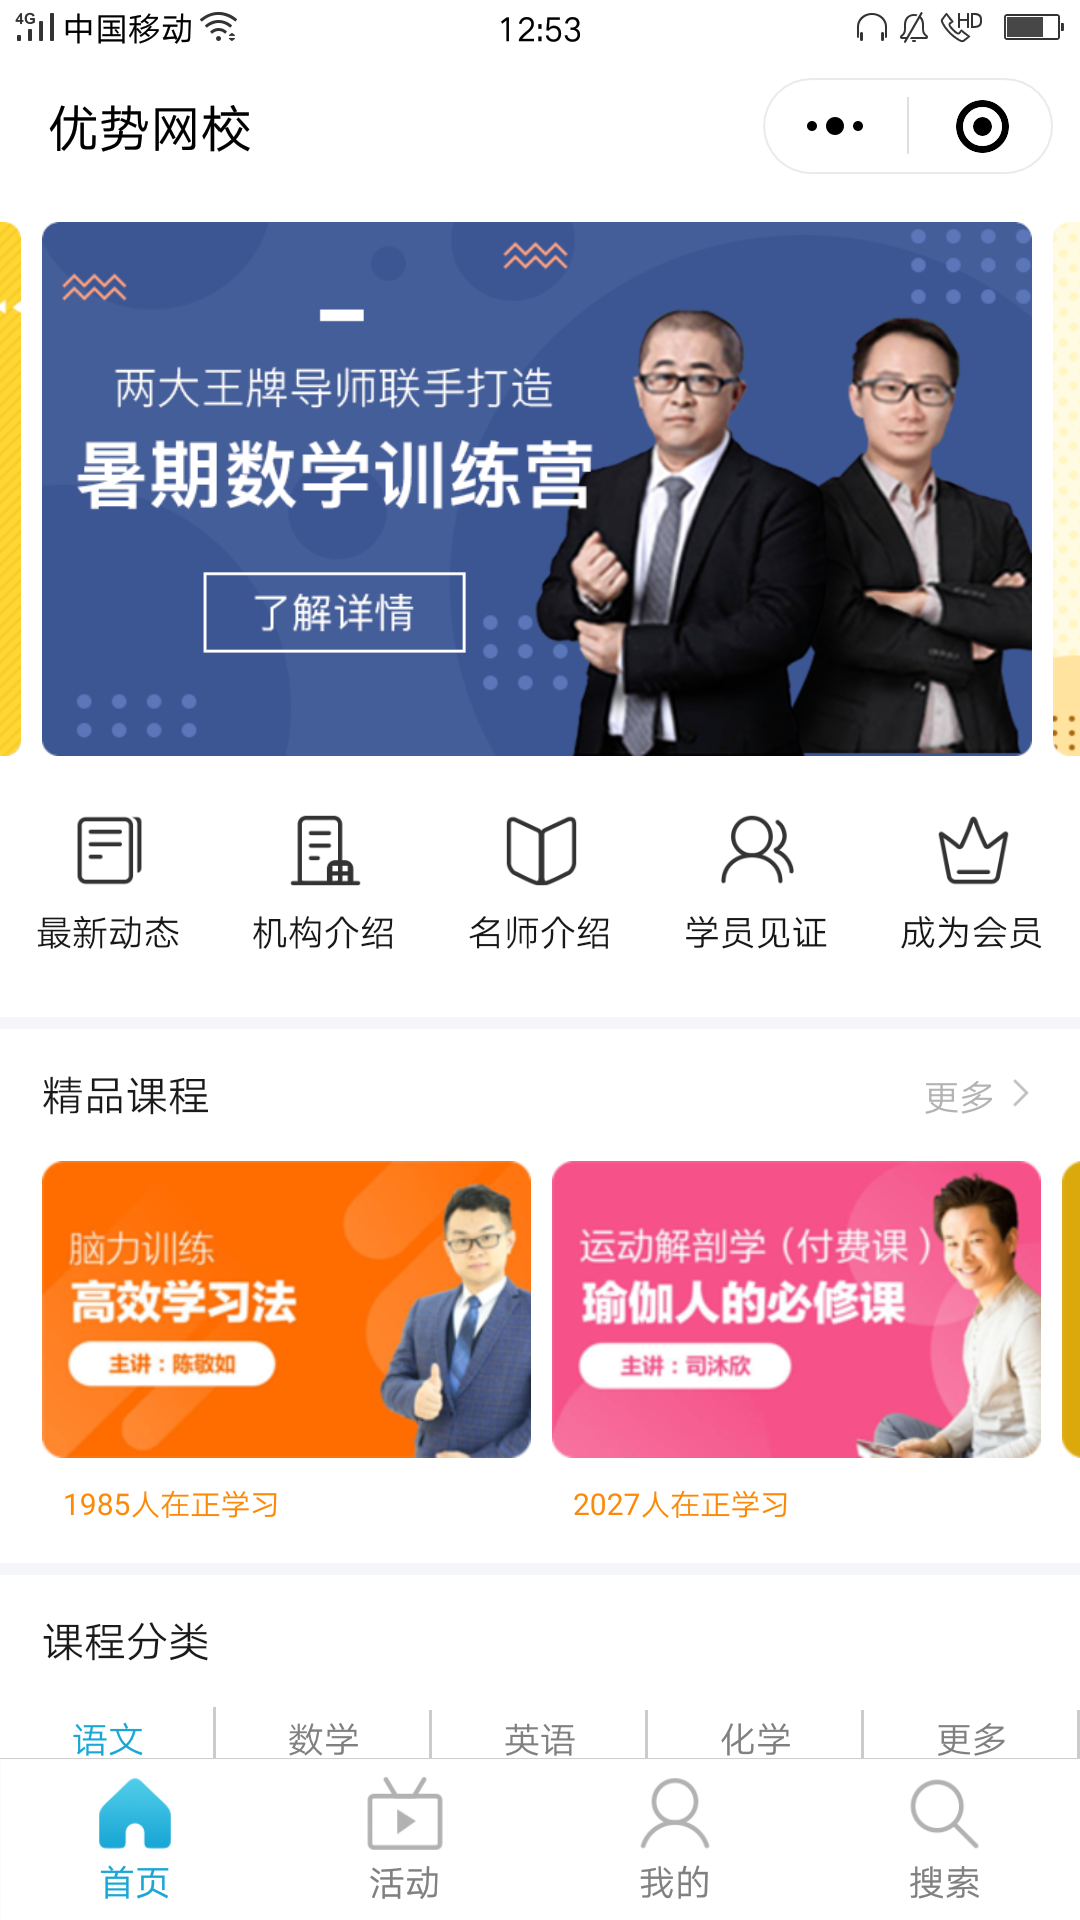 4G 中国移动 12:53 HD
优势网校
两大王牌导师联手打造
暑期数学训练营
了解详情
最新动态 机构介绍 名师介绍 学员见证 成为会员
精品课程 更多
脑力训练
高效学习法
主讲：陈敬如
运动解剖学（付费课）
瑜伽人的必修课
主讲：司沐欣
1985人在正学习 2027人在正学习
课程分类
语文 数学 英语 化学 更多
首页 活动 我的 搜索